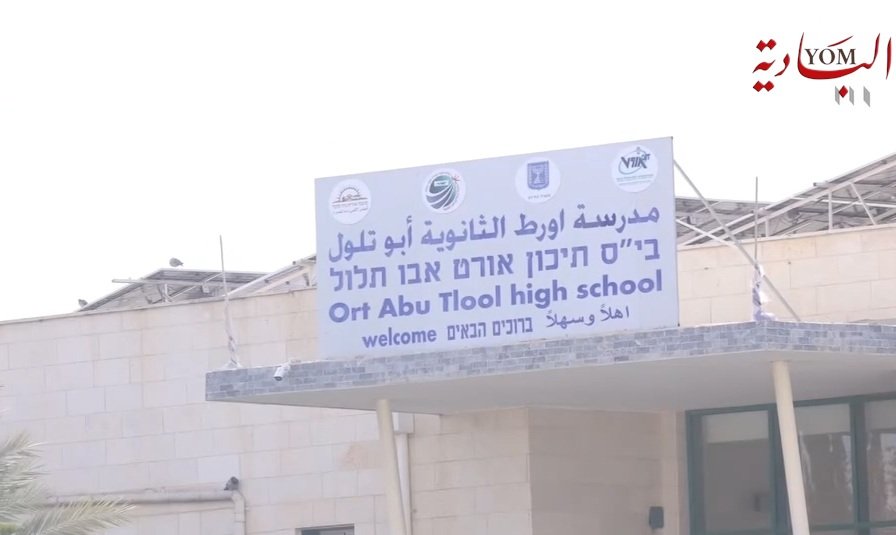 البادية
YOM
مدرسة اورط الثانوية أبو تلول
בי"ס תיכון אורט אבו תלול
Ort Abu Tlool high school
welcome ברוכים הבאים اهلاً وسهلاً